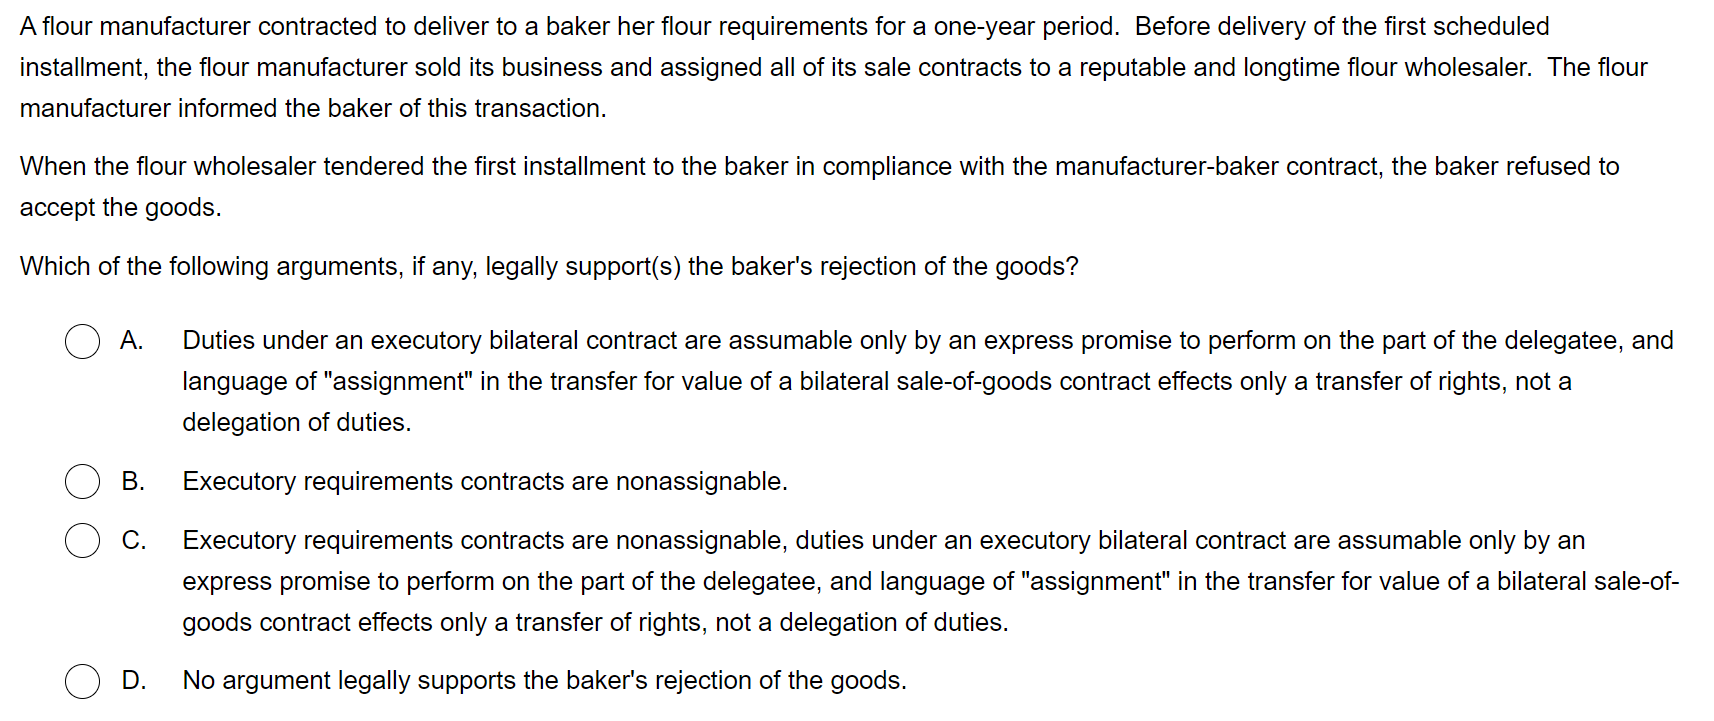 A flour manufacturer contracted to deliver to a baker her flour requirements for a one-year period.  Before delivery of the first scheduled
installment, the flour manufacturer sold its business and assigned all of its sale contracts to a reputable and longtime flour wholesaler.  The flour
manufacturer informed the baker of this transaction.
When the flour wholesaler tendered the first installment to the baker in compliance with the manufacturer-baker contract, the baker refused to
accept the goods.
Which of the following arguments, if any, legally support(s) the baker's rejection of the goods?
A. Duties under an executory bilateral contract are assumable only by an express promise to perform on the part of the delegatee, and
language of "assignment" in the transfer for value of a bilateral sale-of-goods contract effects only a transfer of rights, not a
delegation of duties.
B. Executory requirements contracts are nonassignable.
C. Executory requirements contracts are nonassignable, duties under an executory bilateral contract are assumable only by an
express promise to perform on the part of the delegatee, and language of "assignment" in the transfer for value of a bilateral sale-of-
goods contract effects only a transfer of rights, not a delegation of duties.
D. No argument legally supports the baker's rejection of the goods.